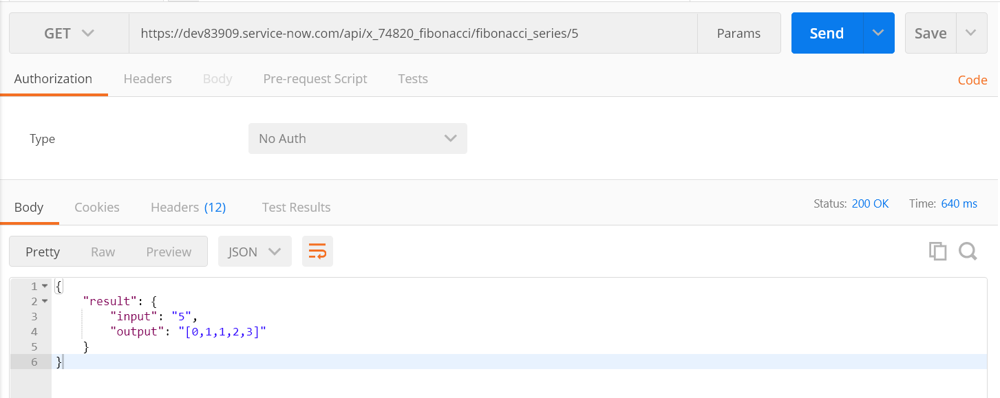 GET https://dev83909.service-now.com/api/x_74820_fibonacci/fibonacci_series/5 Params Send Save
Authorization Headers Body Pre-request Script Tests Code
Type No Auth
Body Cookies Headers (12) Test Results Status: 200 OK Time: 640 ms
Pretty Raw Preview JSON
1 {
2 "result": {
3 "input": "5",
4 "output": "[0,1,1,2,3]"
5 }
6 }